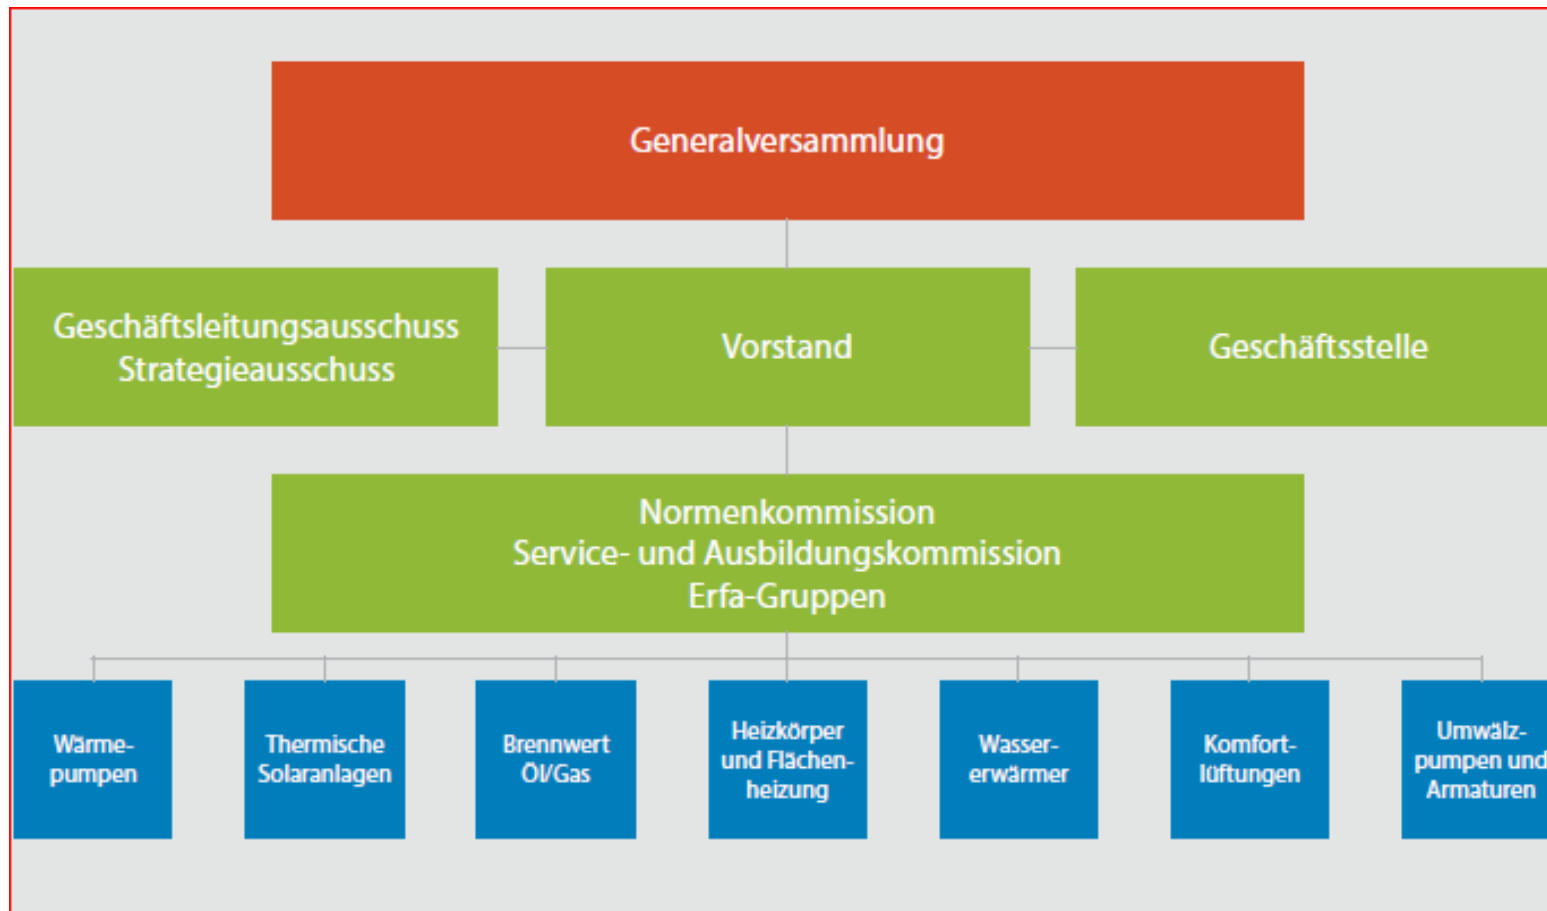 Generalversammlung
Geschäftsleitungsausschuss
Strategieausschuss
Vorstand
Geschäftsstelle
Normenkommission
Service- und Ausbildungskommission
Erfa-Gruppen
Wärme-
pumpen
Thermische
Solaranlagen
Brennwert
Öl/Gas
Heizkörper
und Flächen-
heizung
Wasser-
erwärmer
Komfort-
lüftungen
Umwälz-
pumpen und
Armaturen